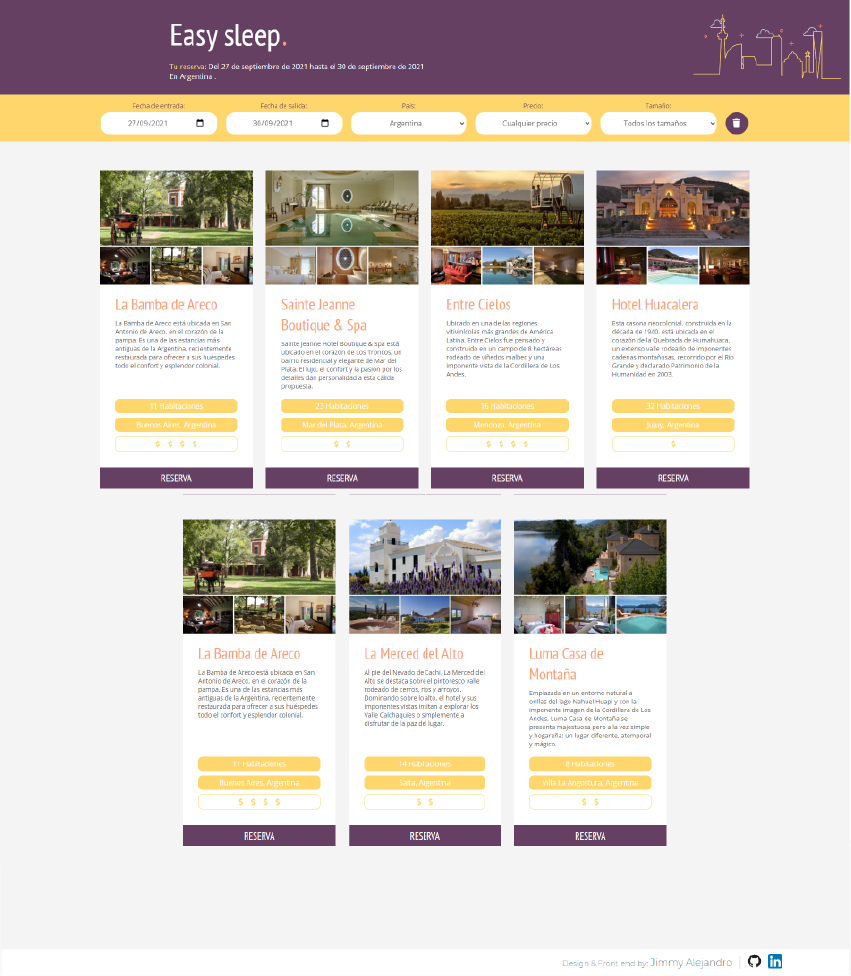 Easy sleep.
Tu reserva: Del 27 de septiembre de 2021 hasta el 30 de septiembre de 2021
En Argentina .
Fecha de entrada:
Fecha de salida:
País:
Precio:
Tamaño:
27/09/2021
30/09/2021
Argentina
Cualquier precio
Todos los tamaños
La Bamba de Areco
La Bamba de Areco está ubicada en San
Antonio de Areco, en el corazón de la
pampa. Es una de las estancias más
antiguas de la Argentina, recientemente
restaurada para ofrecer a sus huéspedes
todo el confort y esplendor colonial.
11 Habitaciones
Buenos Aires, Argentina
$ $ $ $
RESERVA
Sainte Jeanne
Boutique & Spa
Sainte Jeanne Hotel Boutique & Spa está
ubicado en el corazón de Los Troncos, un
barrio residencial y elegante de Mar del
Plata. El lujo, el confort y la pasión por los
detalles dan personalidad a esta cálida
propuesta.
23 Habitaciones
Mar del Plata, Argentina
$ $
RESERVA
Entre Cielos
Ubicado en una de las regiones
vitivinícolas más grandes de América
Latina. Entre Cielos fue pensado y
construido en un campo de 8 hectáreas
rodeado de viñedos malbec y una
imponente vista de la Cordillera de Los
Andes.
16 Habitaciones
Mendoza, Argentina
$ $ $ $
RESERVA
Hotel Huacalera
Esta casona neocolonial, construida en la
década de 1940, está ubicada en el
corazón de la Quebrada de Humahuaca,
un extenso valle rodeado de imponentes
cadenas montañosas, recorrido por el Río
Grande y declarado Patrimonio de la
Humanidad en 2003.
32 Habitaciones
Jujuy, Argentina
$
RESERVA
La Bamba de Areco
La Bamba de Areco está ubicada en San
Antonio de Areco, en el corazón de la
pampa. Es una de las estancias más
antiguas de la Argentina, recientemente
restaurada para ofrecer a sus huéspedes
todo el confort y esplendor colonial.
11 Habitaciones
Buenos Aires, Argentina
$ $ $ $
RESERVA
La Merced del Alto
Al pie del Nevado de Cachi, La Merced del
Alto se destaca sobre el pintoresco valle
rodeado de cerros, ríos y arroyos.
Dominando sobre lo alto, el hotel y sus
imponentes vistas invitan a explorar los
Valle Calchaquíes o simplemente a
disfrutar de la paz del lugar.
14 Habitaciones
Salta, Argentina
$ $
RESERVA
Luma Casa de
Montaña
Emplazada en un entorno natural a
orillas del lago Nahuel Huapi y con la
imponente imagen de la Cordillera de Los
Andes, Luma Casa de Montaña se
presenta majestuosa pero a la vez simple
y hogareña: un lugar diferente, atemporal
y mágico.
8 Habitaciones
Villa La Angostura, Argentina
$ $
RESERVA
Design & Front end by: Jimmy Alejandro